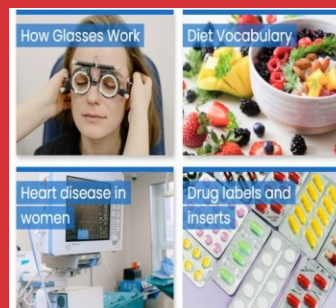 How Glasses Work
Diet Vocabulary
Heart disease in
women
Drug labels and
inserts